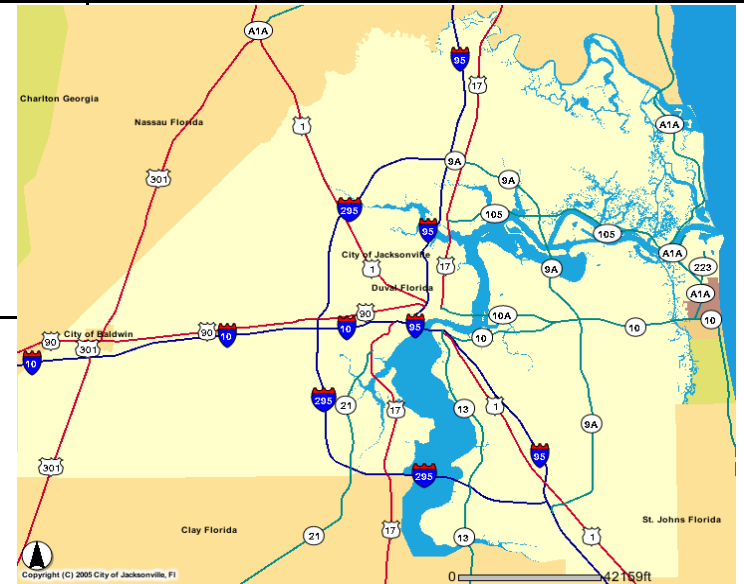 A1A
95
17
Charlton Georgia
Nassau Florida
1
A1A
9A
9A
301
295
105
95
105
City of Jacksonville
A1A
1
17
9A
223
Duval Florida
A1A
90
10A
10
95
10
City of Baldwin
90
10
10
90
301
10
10
295
21
17
13
1
9A
95
301
295
St. Johns Florida
Clay Florida
17
21
13
1
Copyright (C) 2005 City of Jacksonville, Fl
0 42159ft